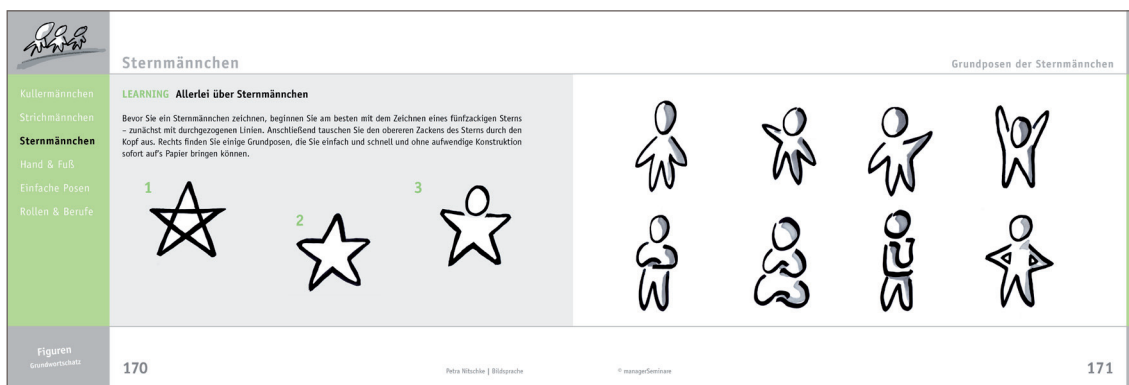 Sternmännchen
Grundposen der Sternmännchen
Kullermännchen
Strichmännchen
Sternmännchen
Hand & Fuß
Einfache Posen
Rollen & Berufe
LEARNING Allerlei über Sternmännchen
Bevor Sie ein Sternmännchen zeichnen, beginnen Sie am besten mit dem Zeichnen eines fünfzackigen Sterns
– zunächst mit durchgezogenen Linien. Anschließend tauschen Sie den obereren Zacken des Sterns durch den
Kopf aus. Rechts finden Sie einige Grundposen, die Sie einfach und schnell und ohne aufwendige Konstruktion
sofort auf's Papier bringen können.
1
2
3
Figuren
Grundwortschatz
170
Petra Nitschke | Bildsprache
© managerSeminare
171